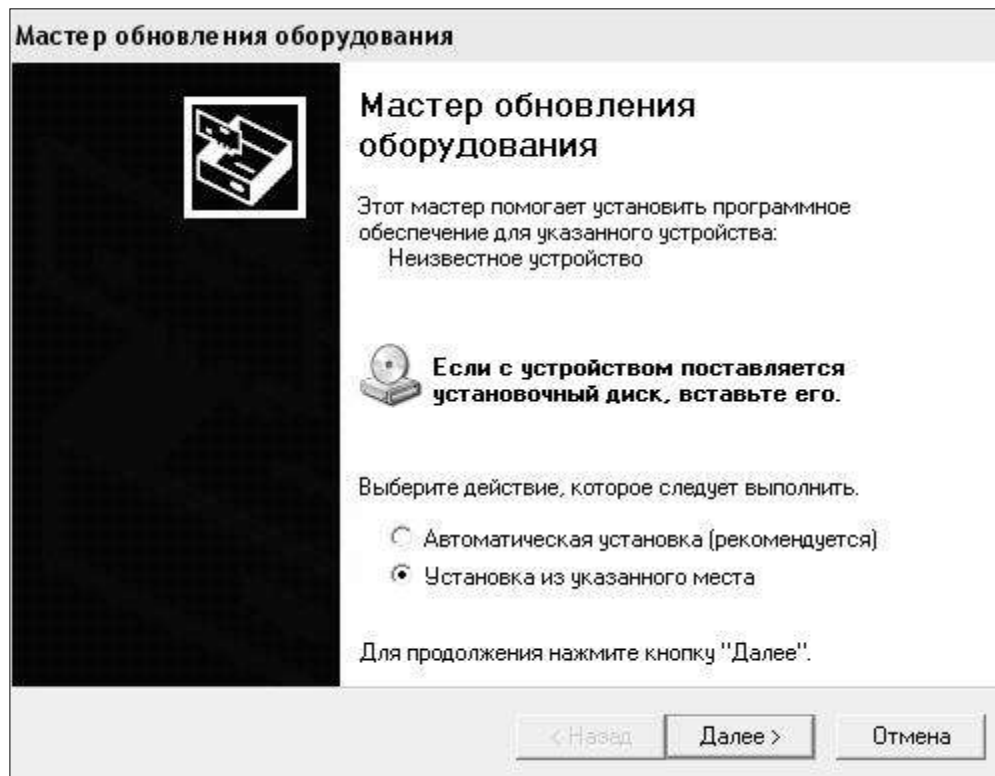 Мастер обновления оборудования
Мастер обновления
оборудования
Этот мастер помогает установить программное
обеспечение для указанного устройства:
Неизвестное устройство
Если с устройством поставляется
установочный диск, вставьте его.
Выберите действие, которое следует выполнить.
Автоматическая установка (рекомендуется)
Установка из указанного места
Для продолжения нажмите кнопку "Далее".
< Назад Далее > Отмена